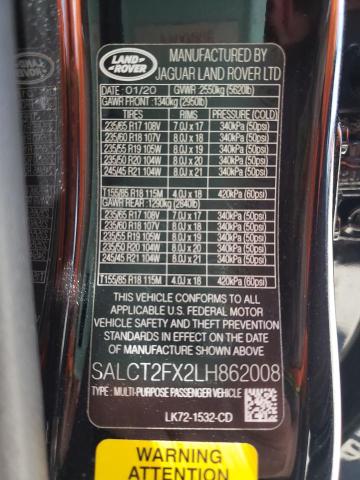 LAND
ROVER
MANUFACTURED BY
JAGUAR LAND ROVER LTD
DATE: 01/20 GVWR: 2550kg (5620lb)
GAWR FRONT: 1340kg (2950lb)
TIRES RIMS PRESSURE (COLD)
235/65 R17 108V 7.0J x 17 340kPa (50psi)
235/60 R18 107V 8.0J x 18 340kPa (50psi)
235/55 R19 105W 8.0J x 19 340kPa (50psi)
235/50 R20 104W 8.0J x 20 340kPa (50psi)
245/45 R21 104W 8.0J x 21 340kPa (50psi)
T155/85 R18 115M 4.0J x 18 420kPa (60psi)
GAWR REAR: 1290kg (2840lb)
235/65 R17 108V 7.0J x 17 340kPa (50psi)
235/60 R18 107V 8.0J x 18 340kPa (50psi)
235/55 R19 105W 8.0J x 19 340kPa (50psi)
235/50 R20 104W 8.0J x 20 340kPa (50psi)
245/45 R21 104W 8.0J x 21 340kPa (50psi)
T155/85 R18 115M 4.0J x 18 420kPa (60psi)
THIS VEHICLE CONFORMS TO ALL
APPLICABLE U.S. FEDERAL MOTOR
VEHICLE SAFETY AND THEFT PREVENTION
STANDARDS IN EFFECT ON THE DATE OF
MANUFACTURE SHOWN ABOVE
SALCT2FX2LH862008
TYPE: MULTI-PURPOSE PASSENGER VEHICLE
LK72-1532-CD
WARNING
ATTENTION